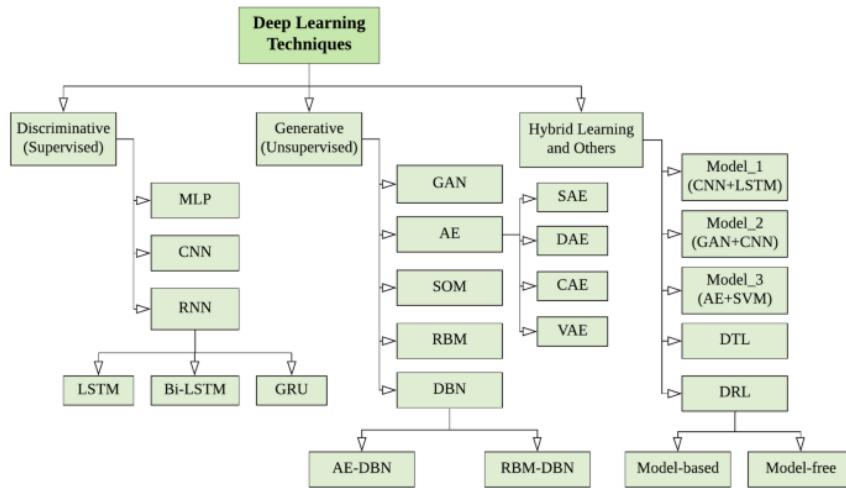 Deep Learning
Techniques
Discriminative
(Supervised)
Generative
(Unsupervised)
Hybrid Learning
and Others
MLP
CNN
RNN
LSTM
Bi-LSTM
GRU
GAN
AE
SOM
RBM
DBN
SAE
DAE
CAE
VAE
AE-DBN
RBM-DBN
Model_1
(CNN+LSTM)
Model_2
(GAN+CNN)
Model_3
(AE+SVM)
DTL
DRL
Model-based
Model-free